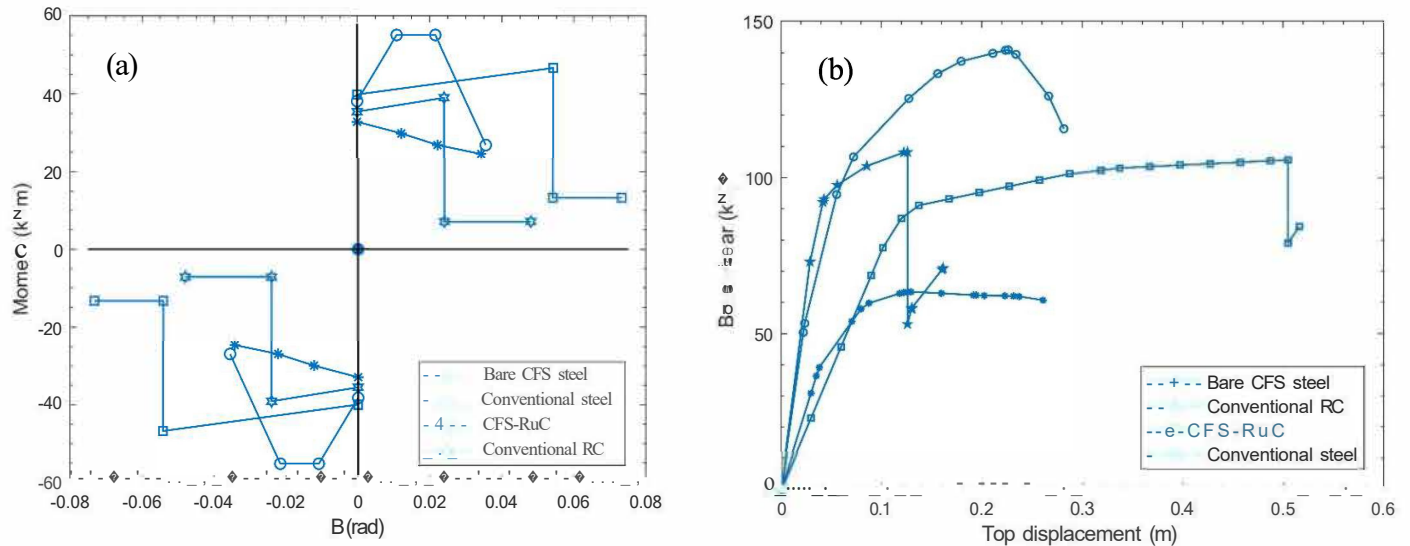 (a)
60
40
20
0
-20
-40
-60
-0.08 -0.06 -0.04 -0.02 0 0.02 0.04 0.06 0.08
B(rad)
(kNm)
Bare CFS steel
Conventional steel
- 4 - CFS-RuC
Conventional RC
(b)
150
100
50
0
0 0.1 0.2 0.3 0.4 0.5 0.6
Top displacement (m)
Bare CFS steel
Conventional RC
--e-CFS-RuC
Conventional steel